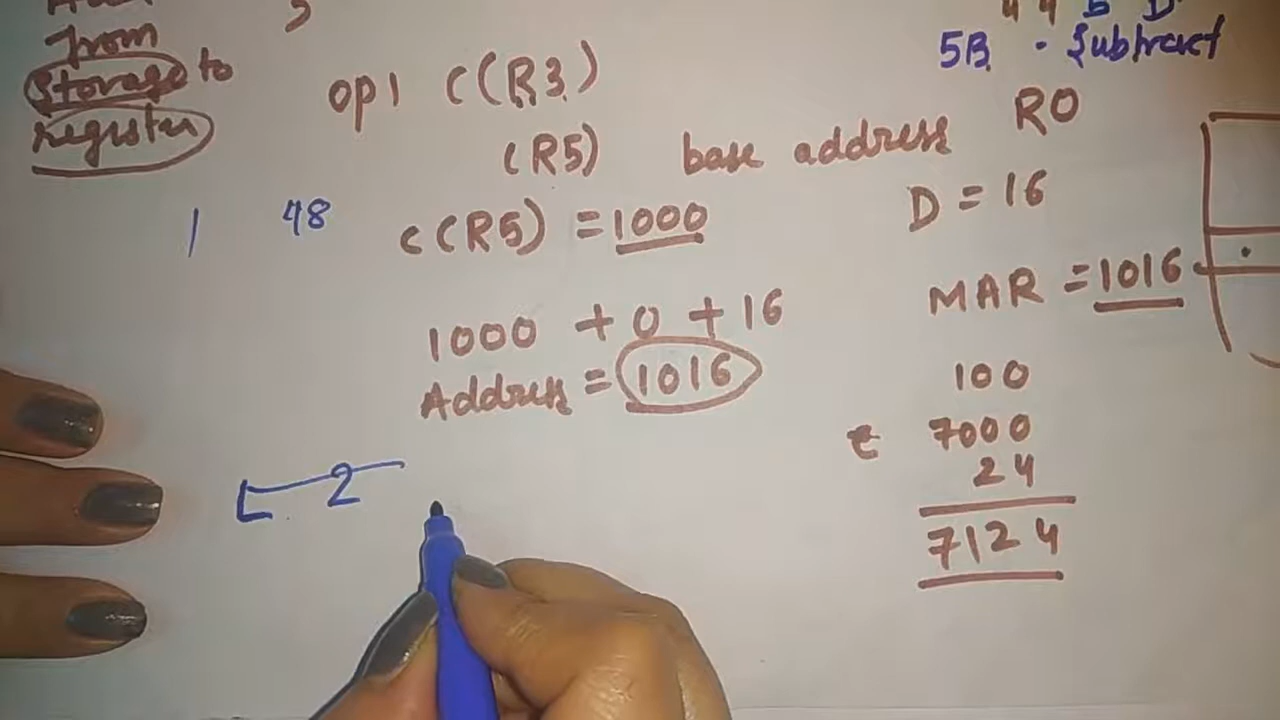 from
Storage to
register
op1 C(R3)
(R5) base address R0
5B - Subtract
1 48
C(R5) = 1000
D = 16
MAR = 1016
1000 + 0 + 16
Address = 1016
100
7000
24
7124
L 2